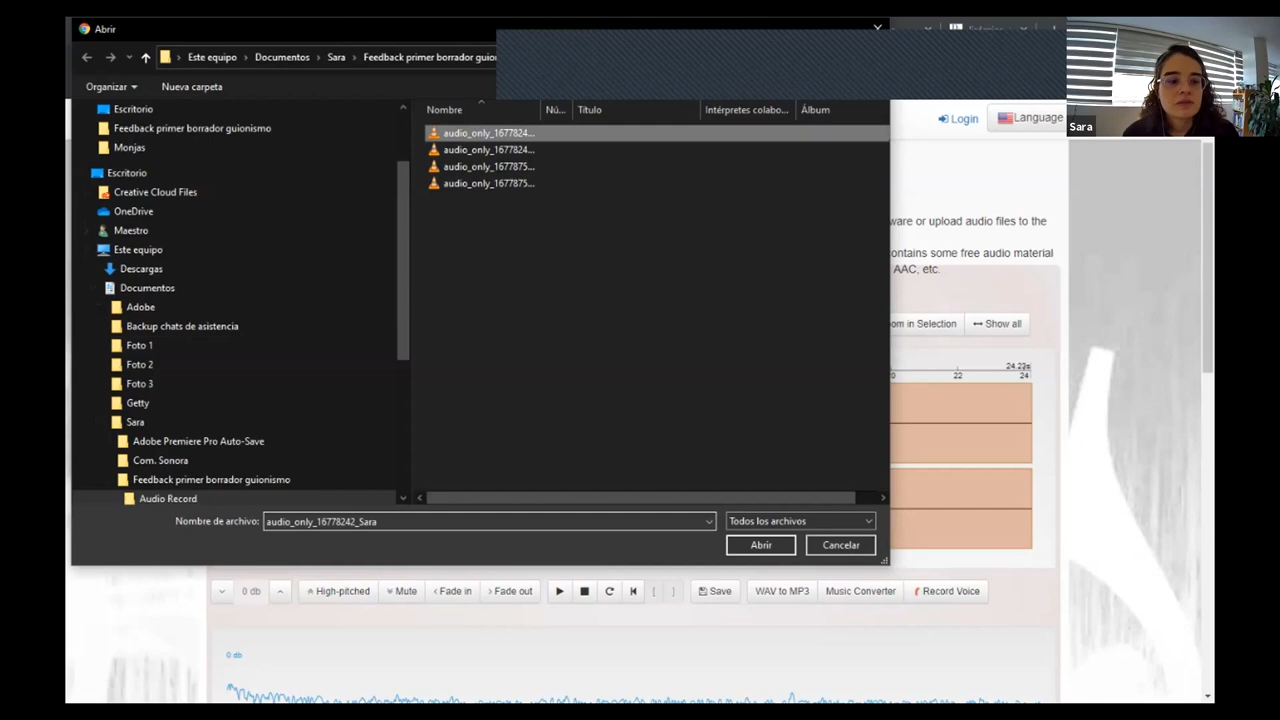 Abrir
Este equipo › Documentos › Sara › Feedback primer borrador guion
Organizar
Nueva carpeta
Escritorio
Feedback primer borrador guionismo
Monjas
Escritorio
Creative Cloud Files
OneDrive
Maestro
Este equipo
Descargas
Documentos
Adobe
Backup chats de asistencia
Foto 1
Foto 2
Foto 3
Getty
Sara
Adobe Premiere Pro Auto-Save
Com. Sonora
Feedback primer borrador guionismo
Audio Record
Nombre Nú... Título Intérpretes colabo... Álbum
audio_only_1677824...
audio_only_1677824...
audio_only_1677875...
audio_only_1677875...
Nombre de archivo: audio_only_16778242_Sara
Todos los archivos
Abrir Cancelar
Login Language
Sara
ware or upload audio files to the
ontains some free audio material
AAC, etc.
om in Selection Show all
24.22s
22 24
0 db High-pitched Mute Fade in Fade out [ ] Save WAV to MP3 Music Converter Record Voice
0 db